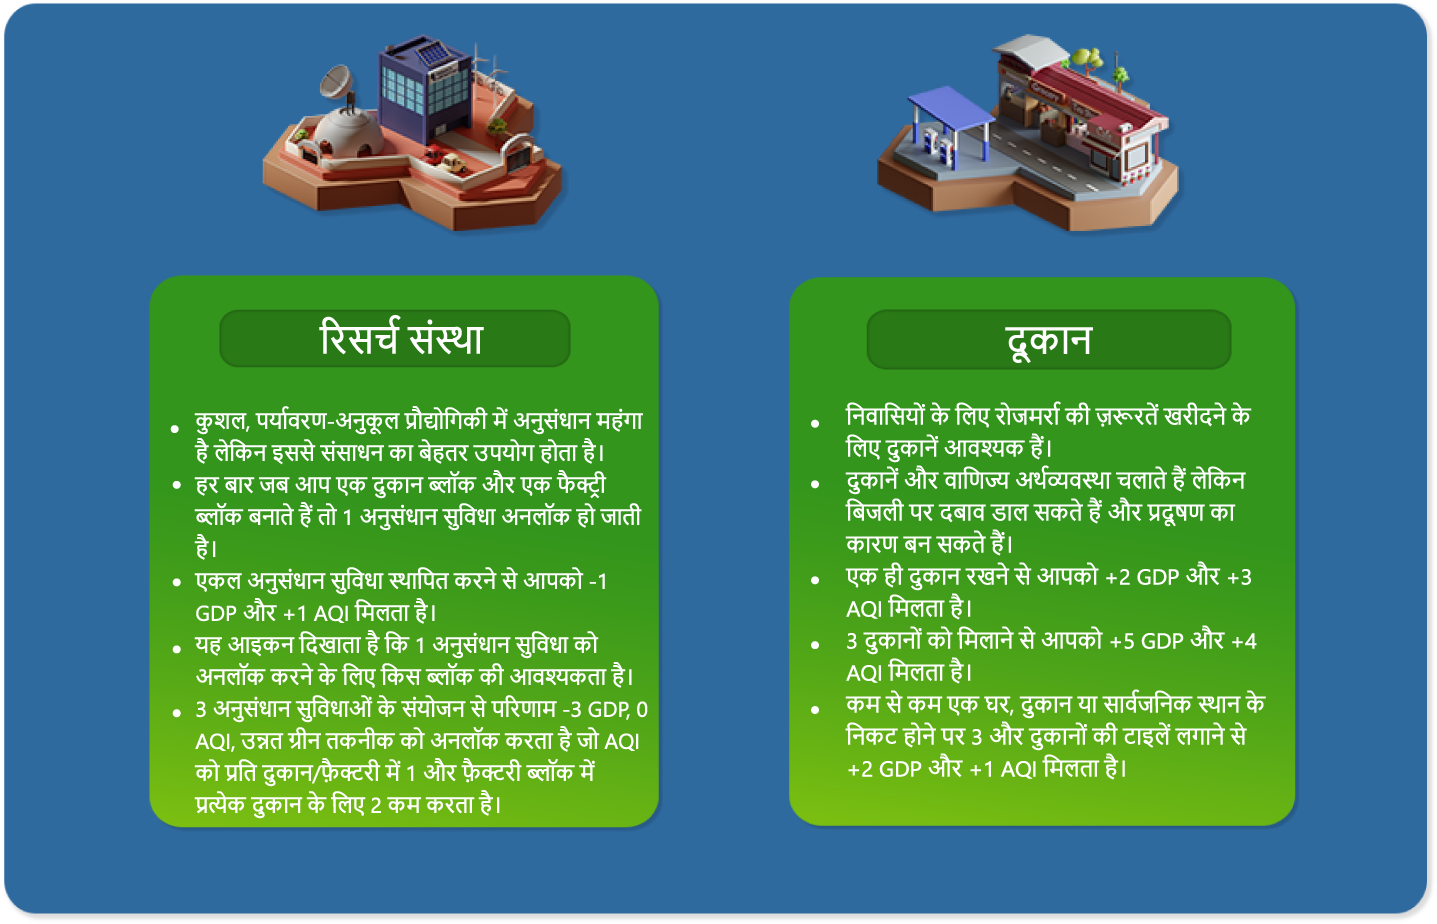 Grocery
रिसर्च संस्था
कुशल, पर्यावरण-अनुकूल प्रौद्योगिकी में अनुसंधान महंगा
है लेकिन इससे संसाधन का बेहतर उपयोग होता है।
हर बार जब आप एक दुकान ब्लॉक और एक फैक्ट्री
ब्लॉक बनाते हैं तो 1 अनुसंधान सुविधा अनलॉक हो जाती
है।
एकल अनुसंधान सुविधा स्थापित करने से आपको -1
GDP और +1 AQI मिलता है।
यह आइकन दिखाता है कि 1 अनुसंधान सुविधा को
अनलॉक करने के लिए किस ब्लॉक की आवश्यकता है।
3 अनुसंधान सुविधाओं के संयोजन से परिणाम -3 GDP, 0
AQI, उन्नत ग्रीन तकनीक को अनलॉक करता है जो AQI
को प्रति दुकान/फ़ैक्टरी में 1 और फ़ैक्टरी ब्लॉक में
प्रत्येक दुकान के लिए 2 कम करता है।
दूकान
निवासियों के लिए रोजमर्रा की ज़रूरतें खरीदने के
लिए दुकानें आवश्यक हैं।
दुकानें और वाणिज्य अर्थव्यवस्था चलाते हैं लेकिन
बिजली पर दबाव डाल सकते हैं और प्रदूषण का
कारण बन सकते हैं।
एक ही दुकान रखने से आपको +2 GDP और +3
AQI मिलता है।
3 दुकानों को मिलाने से आपको +5 GDP और +4
AQI मिलता है।
कम से कम एक घर, दुकान या सार्वजनिक स्थान के
निकट होने पर 3 और दुकानों की टाइलें लगाने से
+2 GDP और +1 AQI मिलता है।